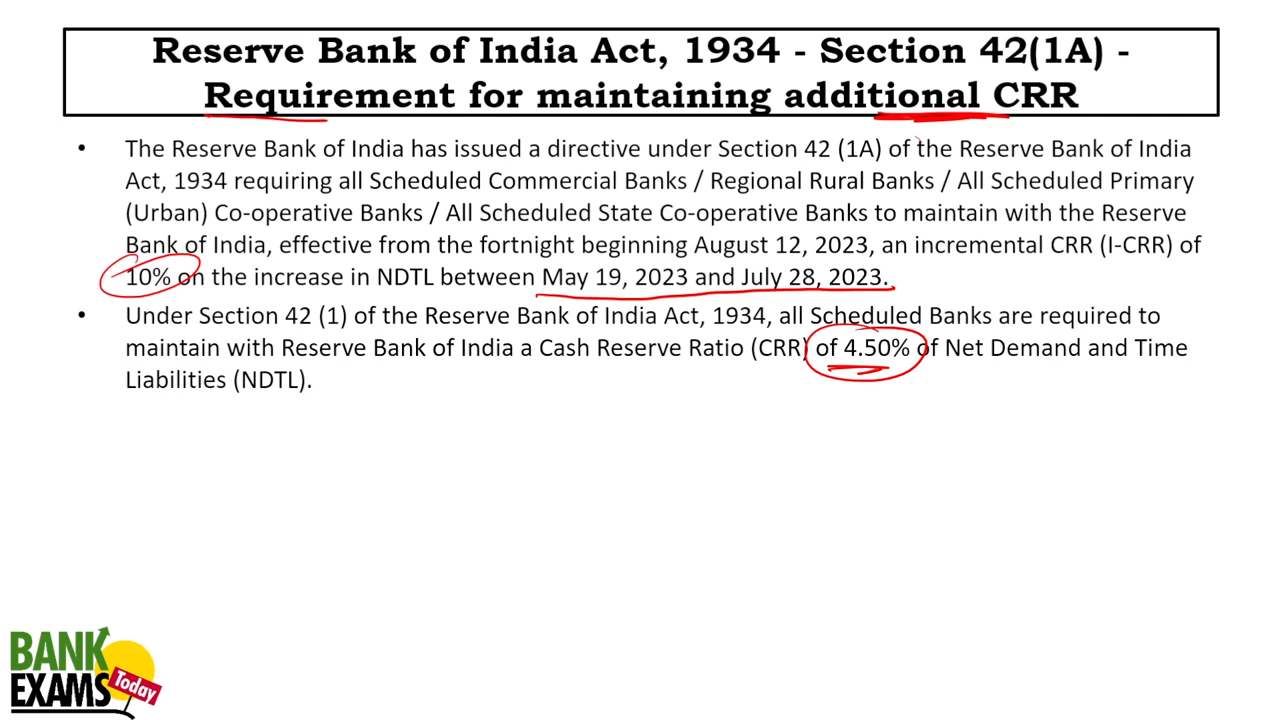 Reserve Bank of India Act, 1934 - Section 42(1A) -
Requirement for maintaining additional CRR
• The Reserve Bank of India has issued a directive under Section 42 (1A) of the Reserve Bank of India
Act, 1934 requiring all Scheduled Commercial Banks / Regional Rural Banks / All Scheduled Primary
(Urban) Co-operative Banks / All Scheduled State Co-operative Banks to maintain with the Reserve
Bank of India, effective from the fortnight beginning August 12, 2023, an incremental CRR (I-CRR) of
10% on the increase in NDTL between May 19, 2023 and July 28, 2023.
• Under Section 42 (1) of the Reserve Bank of India Act, 1934, all Scheduled Banks are required to
maintain with Reserve Bank of India a Cash Reserve Ratio (CRR) of 4.50% of Net Demand and Time
Liabilities (NDTL).
BANK
EXAMS
Today